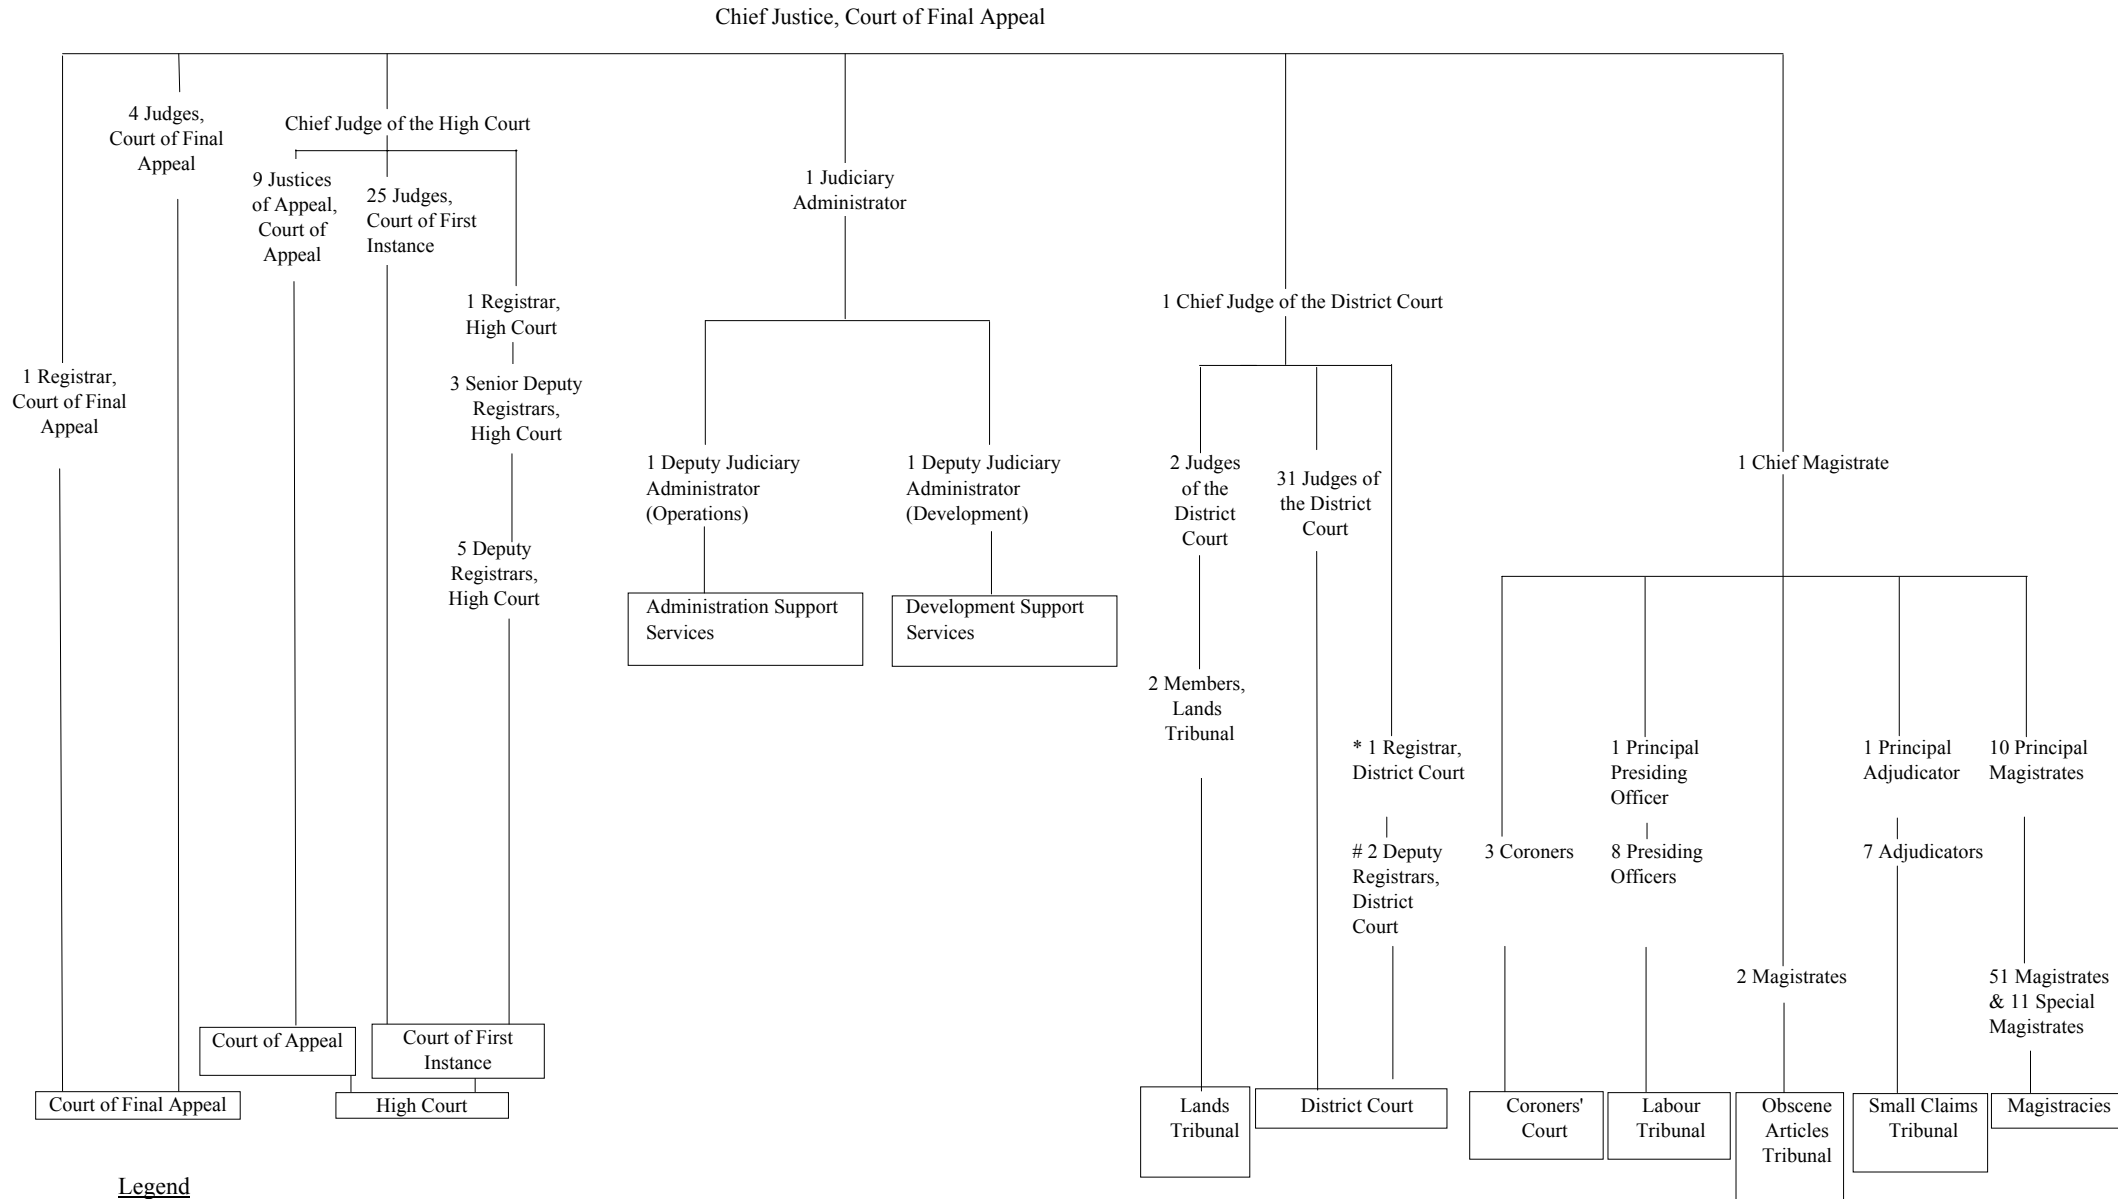 Chief Justice, Court of Final Appeal
4 Judges,
Court of Final
Appeal
Chief Judge of the High Court
9 Justices
of Appeal,
Court of
Appeal
25 Judges,
Court of First
Instance
1 Judiciary
Administrator
1 Registrar,
High Court
1 Chief Judge of the District Court
1 Registrar,
Court of Final
Appeal
3 Senior Deputy
Registrars,
High Court
1 Deputy Judiciary
Administrator
(Operations)
1 Deputy Judiciary
Administrator
(Development)
2 Judges
of the
District
Court
31 Judges of
the District
Court
1 Chief Magistrate
5 Deputy
Registrars,
High Court
Administration Support
Services
Development Support
Services
2 Members,
Lands
Tribunal
* 1 Registrar,
District Court
1 Principal
Presiding
Officer
1 Principal
Adjudicator
10 Principal
Magistrates
# 2 Deputy
Registrars,
District
Court
3 Coroners
8 Presiding
Officers
7 Adjudicators
2 Magistrates
51 Magistrates
& 11 Special
Magistrates
Court of Appeal
Court of First
Instance
Court of Final Appeal
High Court
Lands
Tribunal
District Court
Coroners'
Court
Labour
Tribunal
Obscene
Articles
Tribunal
Small Claims
Tribunal
Magistracies
Legend